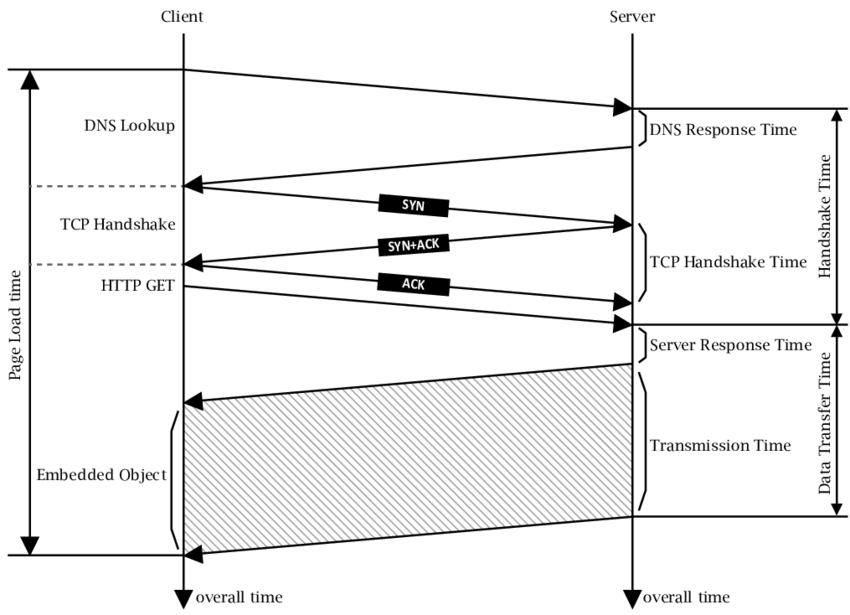 Client
Server
DNS Lookup
DNS Response Time
SYN
TCP Handshake
SYN+ACK
TCP Handshake Time
Handshake Time
HTTP GET
ACK
Page Load time
Server Response Time
Data Transfer Time
Transmission Time
Embedded Object
overall time
overall time